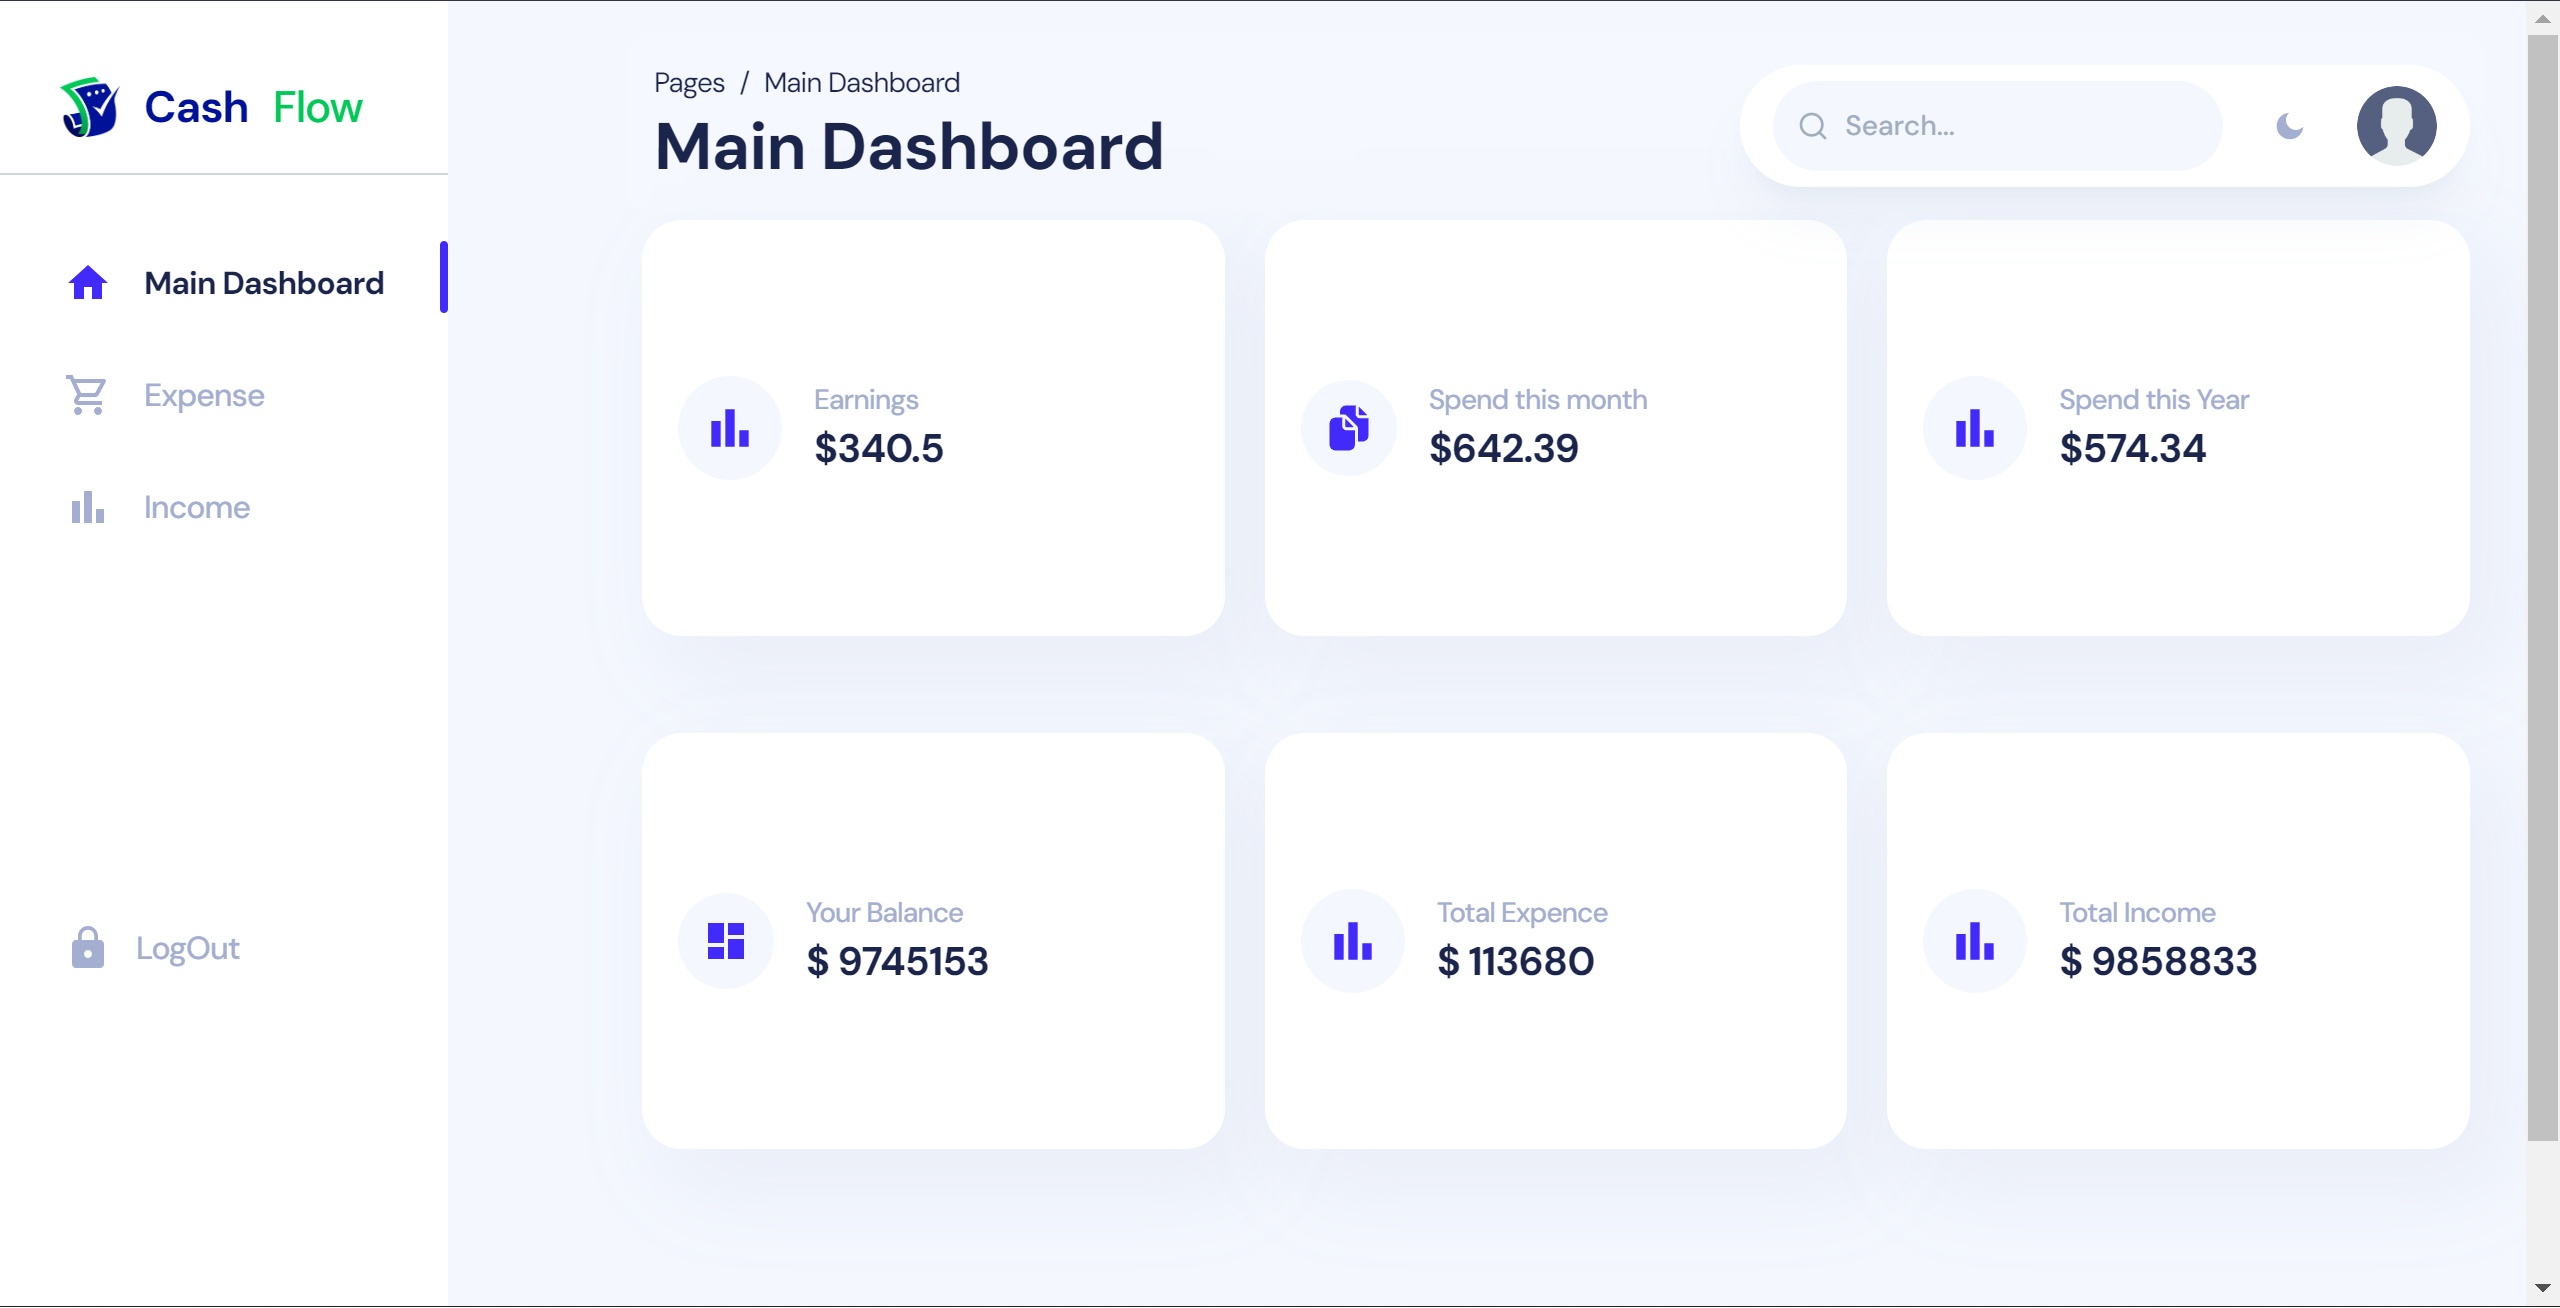 Cash Flow
Main Dashboard
Expense
Income
LogOut
Pages / Main Dashboard
Main Dashboard
Search...
Earnings
$340.5
Spend this month
$642.39
Spend this Year
$574.34
Your Balance
$ 9745153
Total Expence
$ 113680
Total Income
$ 9858833